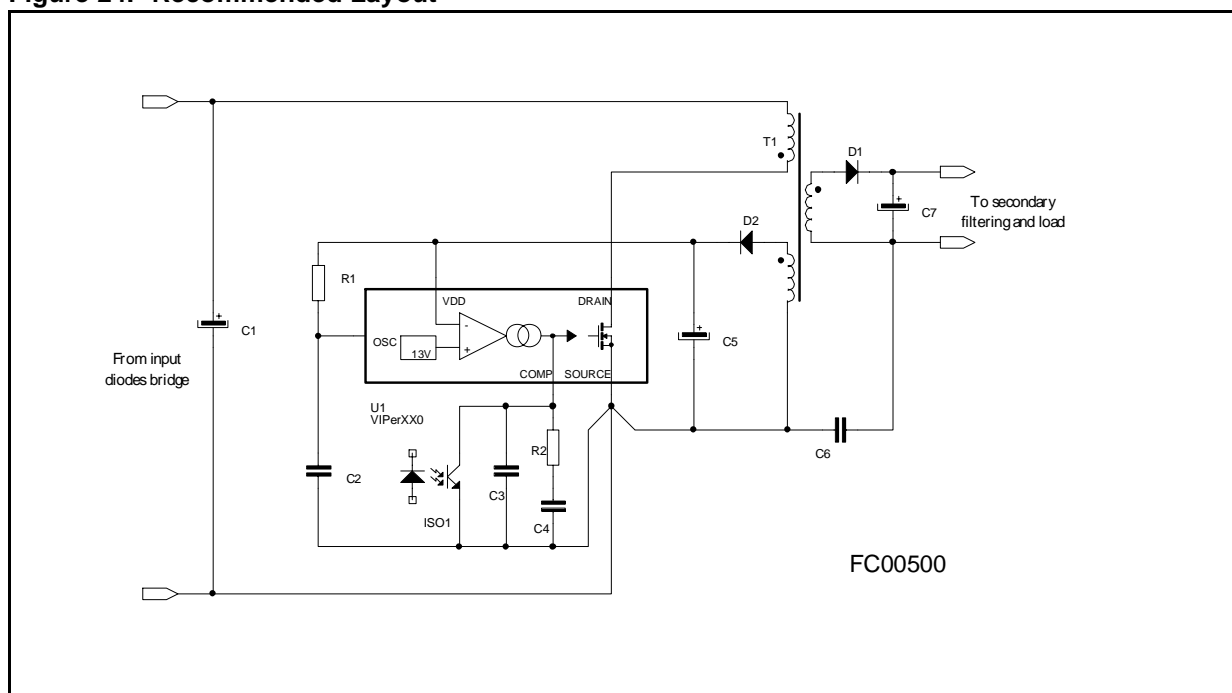 Figure 24. Recommended Layout
T1
D1
C7
To secondary
filtering and load
D2
R1
VDD
DRAIN
OSC
13V
-
+
COMP
SOURCE
C1
C5
From input
diodes bridge
U1
VIPerXX0
R2
C6
C2
C3
ISO1
C4
FC00500